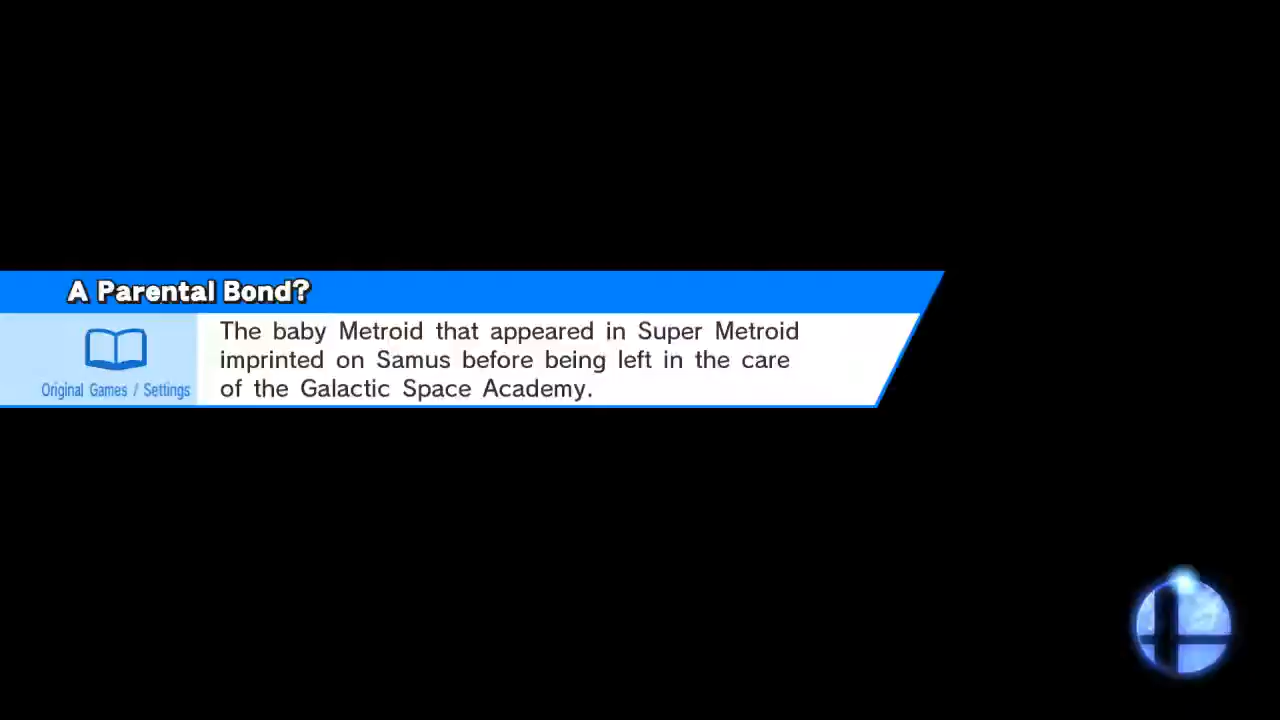 A Parental Bond?
The baby Metroid that appeared in Super Metroid
imprinted on Samus before being left in the care
of the Galactic Space Academy.
Original Games / Settings